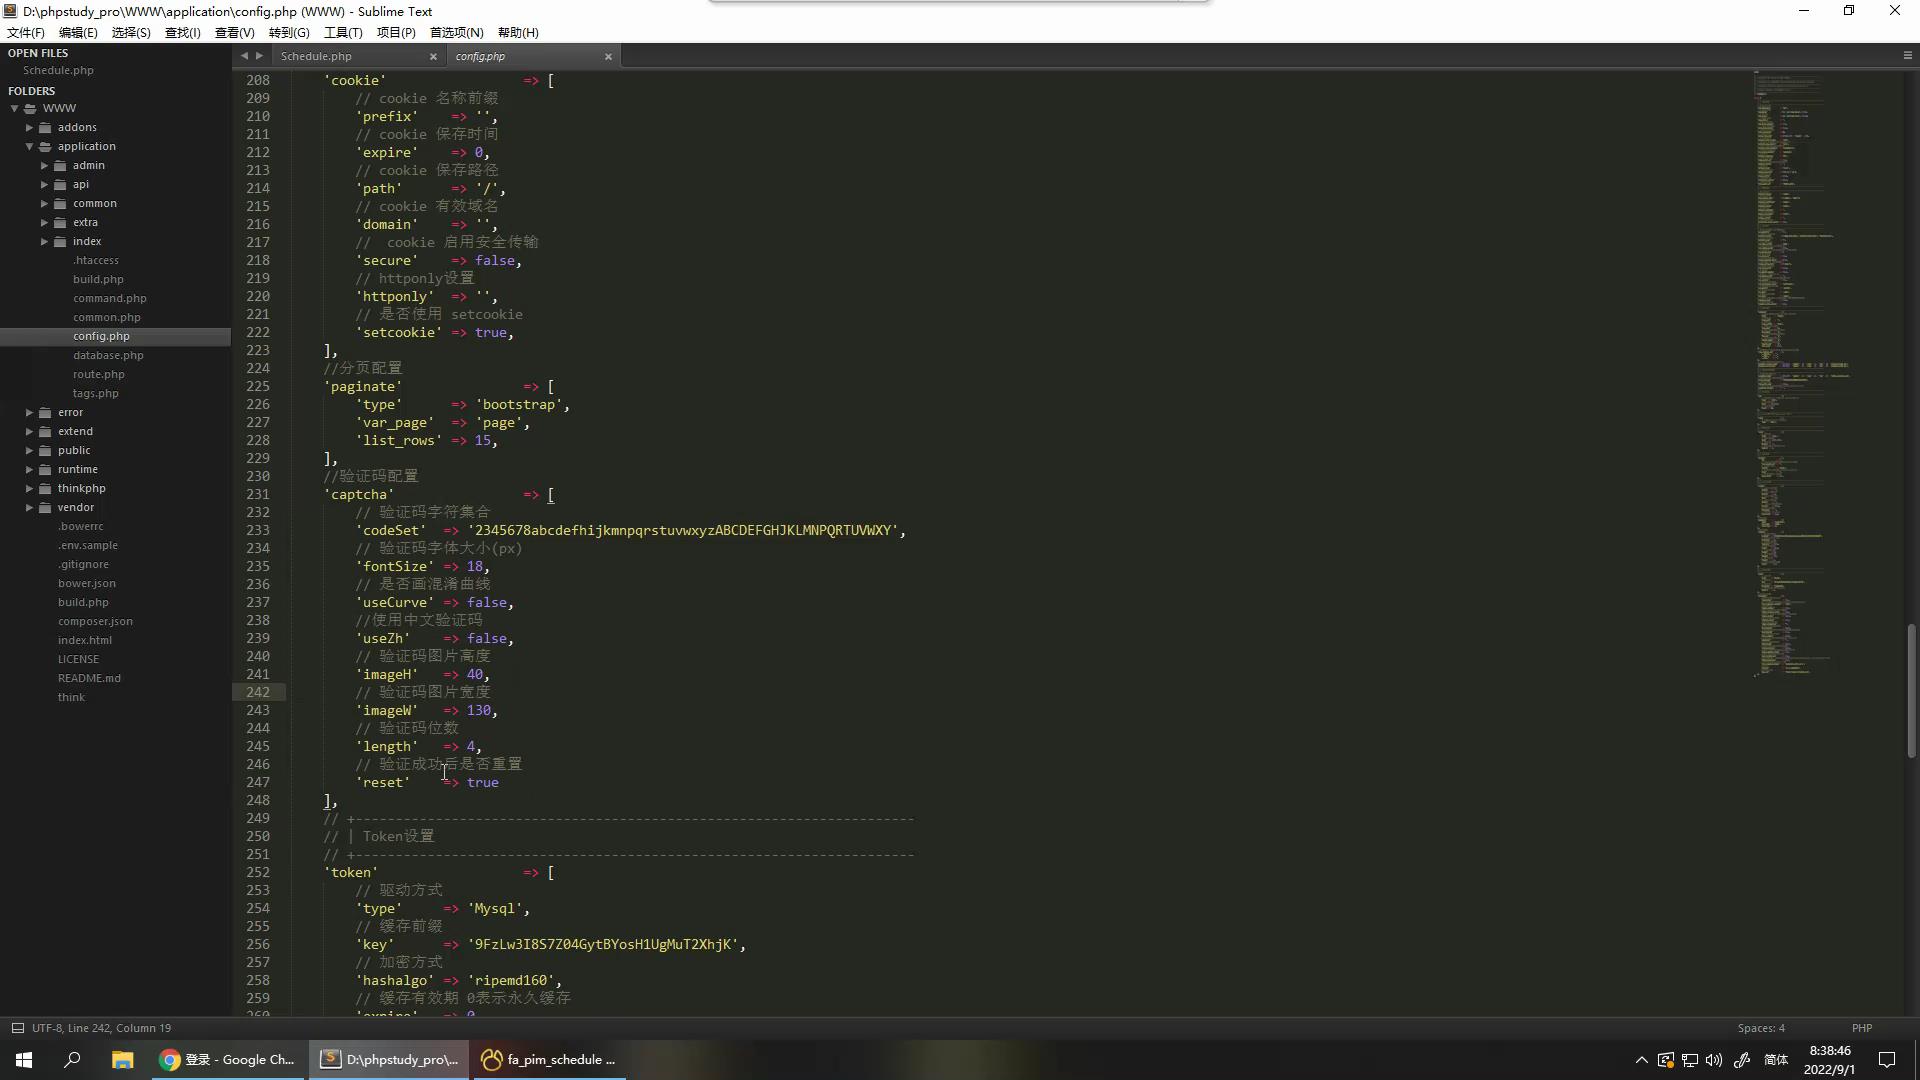 D:\phpstudy_pro\WWW\application\config.php (WWW) - Sublime Text
文件(F) 编辑(E) 选择(S) 查找(I) 查看(V) 转到(G) 工具(T) 项目(P) 首选项(N) 帮助(H)
OPEN FILES
Schedule.php
FOLDERS
WWW
addons
application
admin
api
common
extra
index
.htaccess
build.php
command.php
common.php
config.php
database.php
route.php
tags.php
error
extend
public
runtime
thinkphp
vendor
.bowerrc
.env.sample
.gitignore
bower.json
build.php
composer.json
index.html
LICENSE
README.md
think
Schedule.php × config.php ×
208 'cookie' => [
209 // cookie 名称前缀
210 'prefix' => '',
211 // cookie 保存时间
212 'expire' => 0,
213 // cookie 保存路径
214 'path' => '/',
215 // cookie 有效域名
216 'domain' => '',
217 //  cookie 启用安全传输
218 'secure' => false,
219 // httponly设置
220 'httponly' => '',
221 // 是否使用 setcookie
222 'setcookie' => true,
223 ],
224 //分页配置
225 'paginate' => [
226 'type' => 'bootstrap',
227 'var_page' => 'page',
228 'list_rows' => 15,
229 ],
230 //验证码配置
231 'captcha' => [
232 // 验证码字符集合
233 'codeSet' => '2345678abcdefhijkmnpqrstuvwxyzABCDEFGHJKLMNPQRTUVWXY',
234 // 验证码字体大小(px)
235 'fontSize' => 18,
236 // 是否画混淆曲线
237 'useCurve' => false,
238 //使用中文验证码
239 'useZh' => false,
240 // 验证码图片高度
241 'imageH' => 40,
242 // 验证码图片宽度
243 'imageW' => 130,
244 // 验证码位数
245 'length' => 4,
246 // 验证成功后是否重置
247 'reset' => true
248 ],
249 // +----------------------------------------------------------------------
250 // | Token设置
251 // +----------------------------------------------------------------------
252 'token' => [
253 // 驱动方式
254 'type' => 'Mysql',
255 // 缓存前缀
256 'key' => '9FzLw3I8S7Z04GytBYosH1UgMuT2XhjK',
257 // 加密方式
258 'hashalgo' => 'ripemd160',
259 // 缓存有效期 0表示永久缓存
260 'expire' => 0
UTF-8, Line 242, Column 19
Spaces: 4 PHP
登录 - Google Ch... D:\phpstudy_pro\... fa_pim_schedule ...
简体
8:38:46
2022/9/1